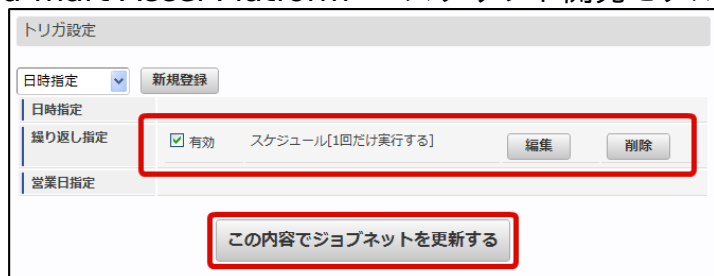 トリガ設定
日時指定 新規登録
日時指定
繰り返し指定 有効 スケジュール[1回だけ実行する] 編集 削除
営業日指定
この内容でジョブネットを更新する